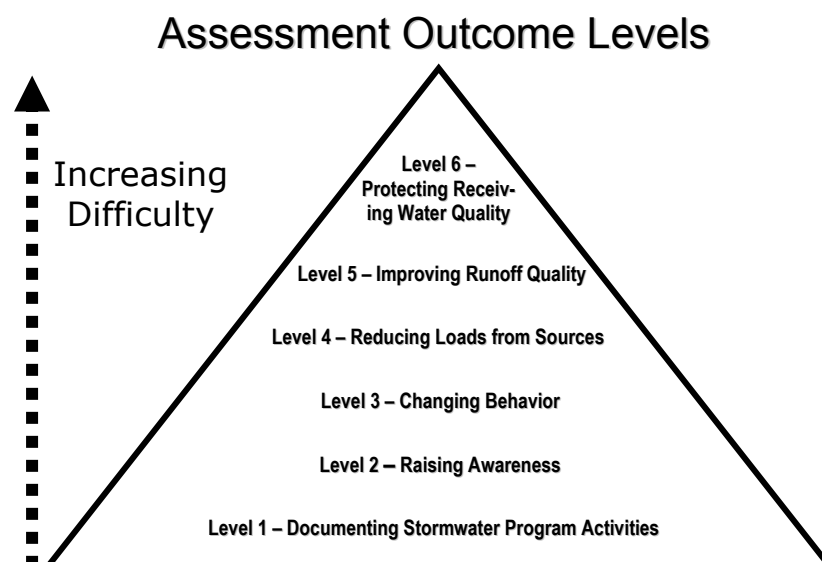 Assessment Outcome Levels
Increasing
Difficulty
Level 6 –
Protecting Receiv-
ing Water Quality
Level 5 – Improving Runoff Quality
Level 4 – Reducing Loads from Sources
Level 3 – Changing Behavior
Level 2 – Raising Awareness
Level 1 – Documenting Stormwater Program Activities